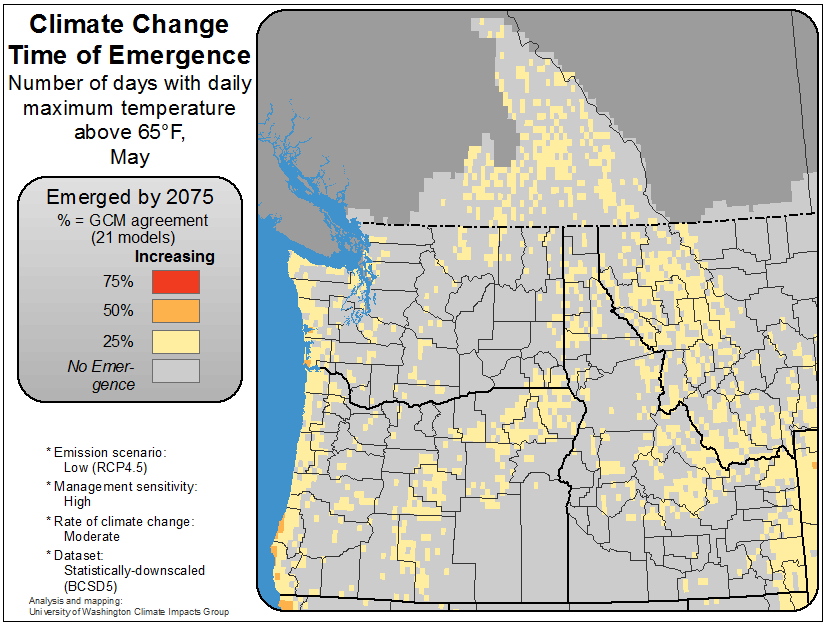 Climate Change
Time of Emergence
Number of days with daily
maximum temperature
above 65°F,
May
Emerged by 2075
% = GCM agreement
(21 models)
Increasing
75%
50%
25%
No Emer-
gence
* Emission scenario:
Low (RCP4.5)
* Management sensitivity:
High
* Rate of climate change:
Moderate
* Dataset:
Statistically-downscaled
(BCSD5)
Analysis and mapping:
University of Washington Climate Impacts Group